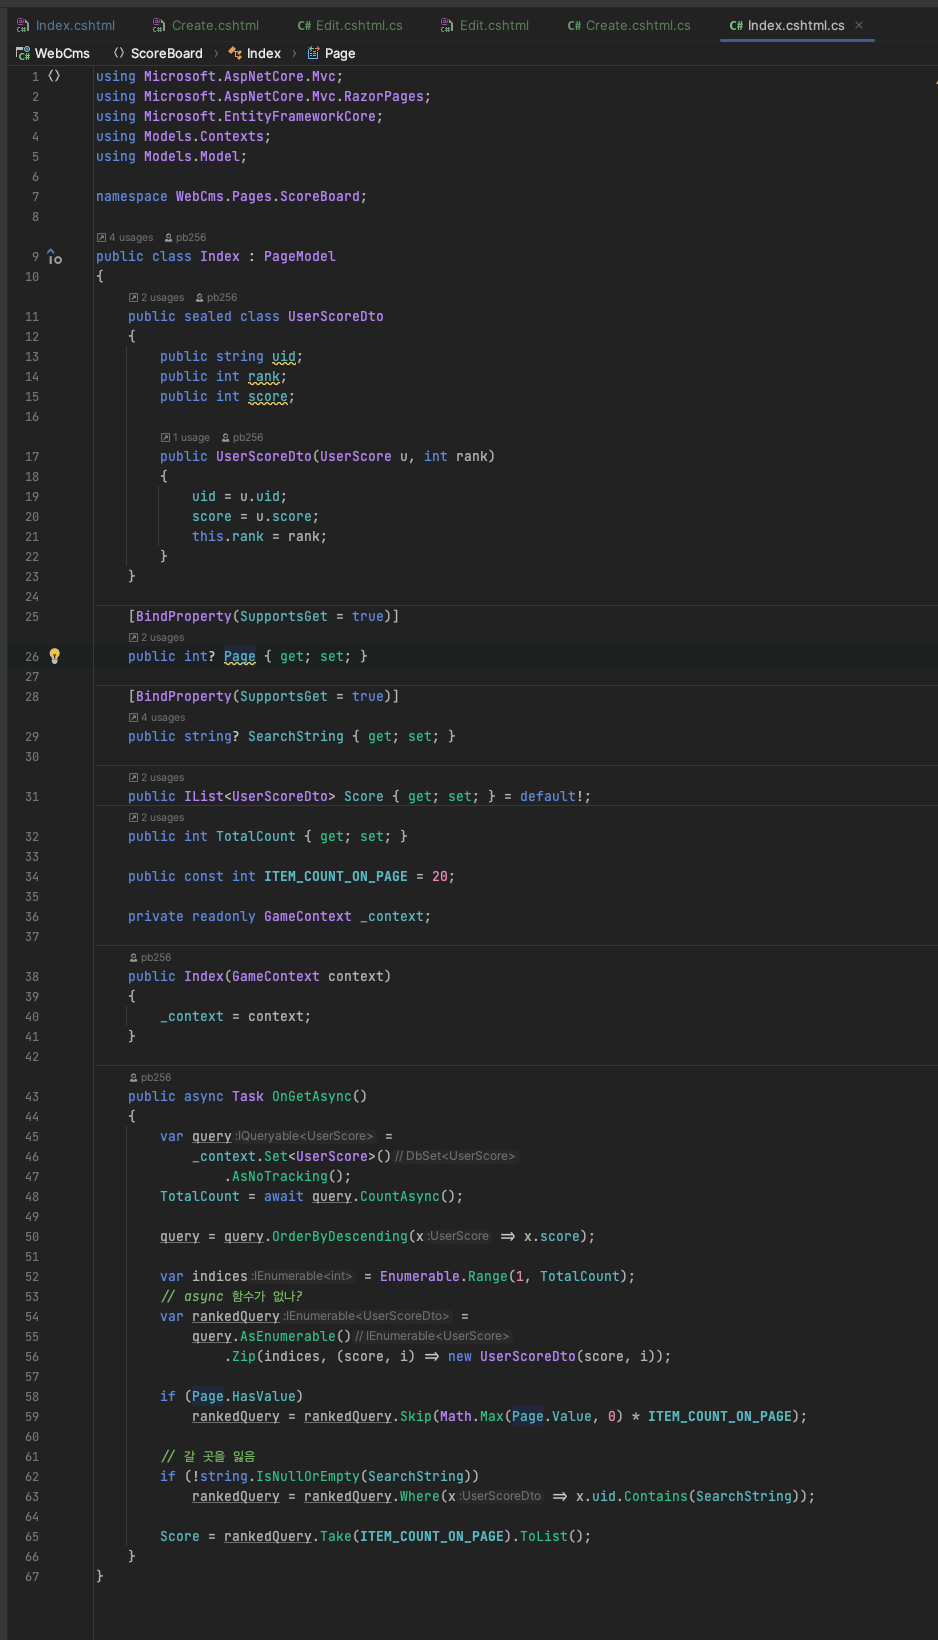 Index.cshtml Create.cshtml C# Edit.cshtml.cs Edit.cshtml C# Create.cshtml.cs C# Index.cshtml.cs ×
WebCms › ScoreBoard › Index › Page
1 using Microsoft.AspNetCore.Mvc;
2 using Microsoft.AspNetCore.Mvc.RazorPages;
3 using Microsoft.EntityFrameworkCore;
4 using Models.Contexts;
5 using Models.Model;
6
7 namespace WebCms.Pages.ScoreBoard;
8
4 usages pb256
9 public class Index : PageModel
10 {
2 usages pb256
11 public sealed class UserScoreDto
12 {
13 public string uid;
14 public int rank;
15 public int score;
16
1 usage pb256
17 public UserScoreDto(UserScore u, int rank)
18 {
19 uid = u.uid;
20 score = u.score;
21 this.rank = rank;
22 }
23 }
24
25 [BindProperty(SupportsGet = true)]
2 usages
26 public int? Page { get; set; }
27
28 [BindProperty(SupportsGet = true)]
4 usages
29 public string? SearchString { get; set; }
30
2 usages
31 public IList<UserScoreDto> Score { get; set; } = default!;
2 usages
32 public int TotalCount { get; set; }
33
34 public const int ITEM_COUNT_ON_PAGE = 20;
35
36 private readonly GameContext _context;
37
pb256
38 public Index(GameContext context)
39 {
40 _context = context;
41 }
42
pb256
43 public async Task OnGetAsync()
44 {
45 var query :IQueryable<UserScore> =
46 _context.Set<UserScore>() // DbSet<UserScore>
47 .AsNoTracking();
48 TotalCount = await query.CountAsync();
49
50 query = query.OrderByDescending(x :UserScore => x.score);
51
52 var indices :IEnumerable<int> = Enumerable.Range(1, TotalCount);
53 // async 함수가 없나?
54 var rankedQuery :IEnumerable<UserScoreDto> =
55 query.AsEnumerable() // IEnumerable<UserScore>
56 .Zip(indices, (score, i) => new UserScoreDto(score, i));
57
58 if (Page.HasValue)
59 rankedQuery = rankedQuery.Skip(Math.Max(Page.Value, 0) * ITEM_COUNT_ON_PAGE);
60
61 // 갈 곳을 잃음
62 if (!string.IsNullOrEmpty(SearchString))
63 rankedQuery = rankedQuery.Where(x :UserScoreDto => x.uid.Contains(SearchString));
64
65 Score = rankedQuery.Take(ITEM_COUNT_ON_PAGE).ToList();
66 }
67 }